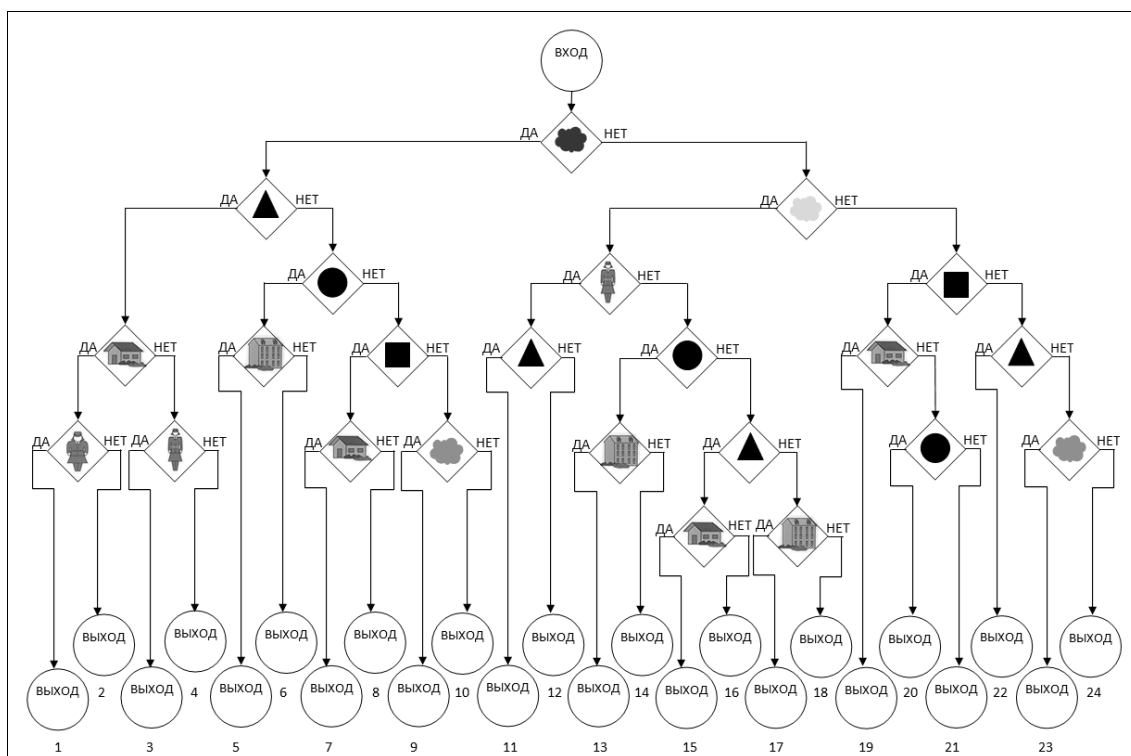 ВХОД
ДА НЕТ
ДА НЕТ ДА НЕТ
ДА НЕТ ДА НЕТ ДА НЕТ
ДА НЕТ ДА НЕТ ДА НЕТ ДА НЕТ ДА НЕТ ДА НЕТ ДА НЕТ
ДА НЕТ ДА НЕТ ДА НЕТ ДА НЕТ ДА НЕТ ДА НЕТ ДА НЕТ ДА НЕТ
ДА НЕТ ДА НЕТ
ВЫХОД ВЫХОД ВЫХОД ВЫХОД ВЫХОД ВЫХОД ВЫХОД ВЫХОД ВЫХОД ВЫХОД ВЫХОД ВЫХОД
ВЫХОД 2 ВЫХОД 4 ВЫХОД 6 ВЫХОД 8 ВЫХОД 10 ВЫХОД 12 ВЫХОД 14 ВЫХОД 16 ВЫХОД 18 ВЫХОД 20 ВЫХОД 22 ВЫХОД 24
1 3 5 7 9 11 13 15 17 19 21 23